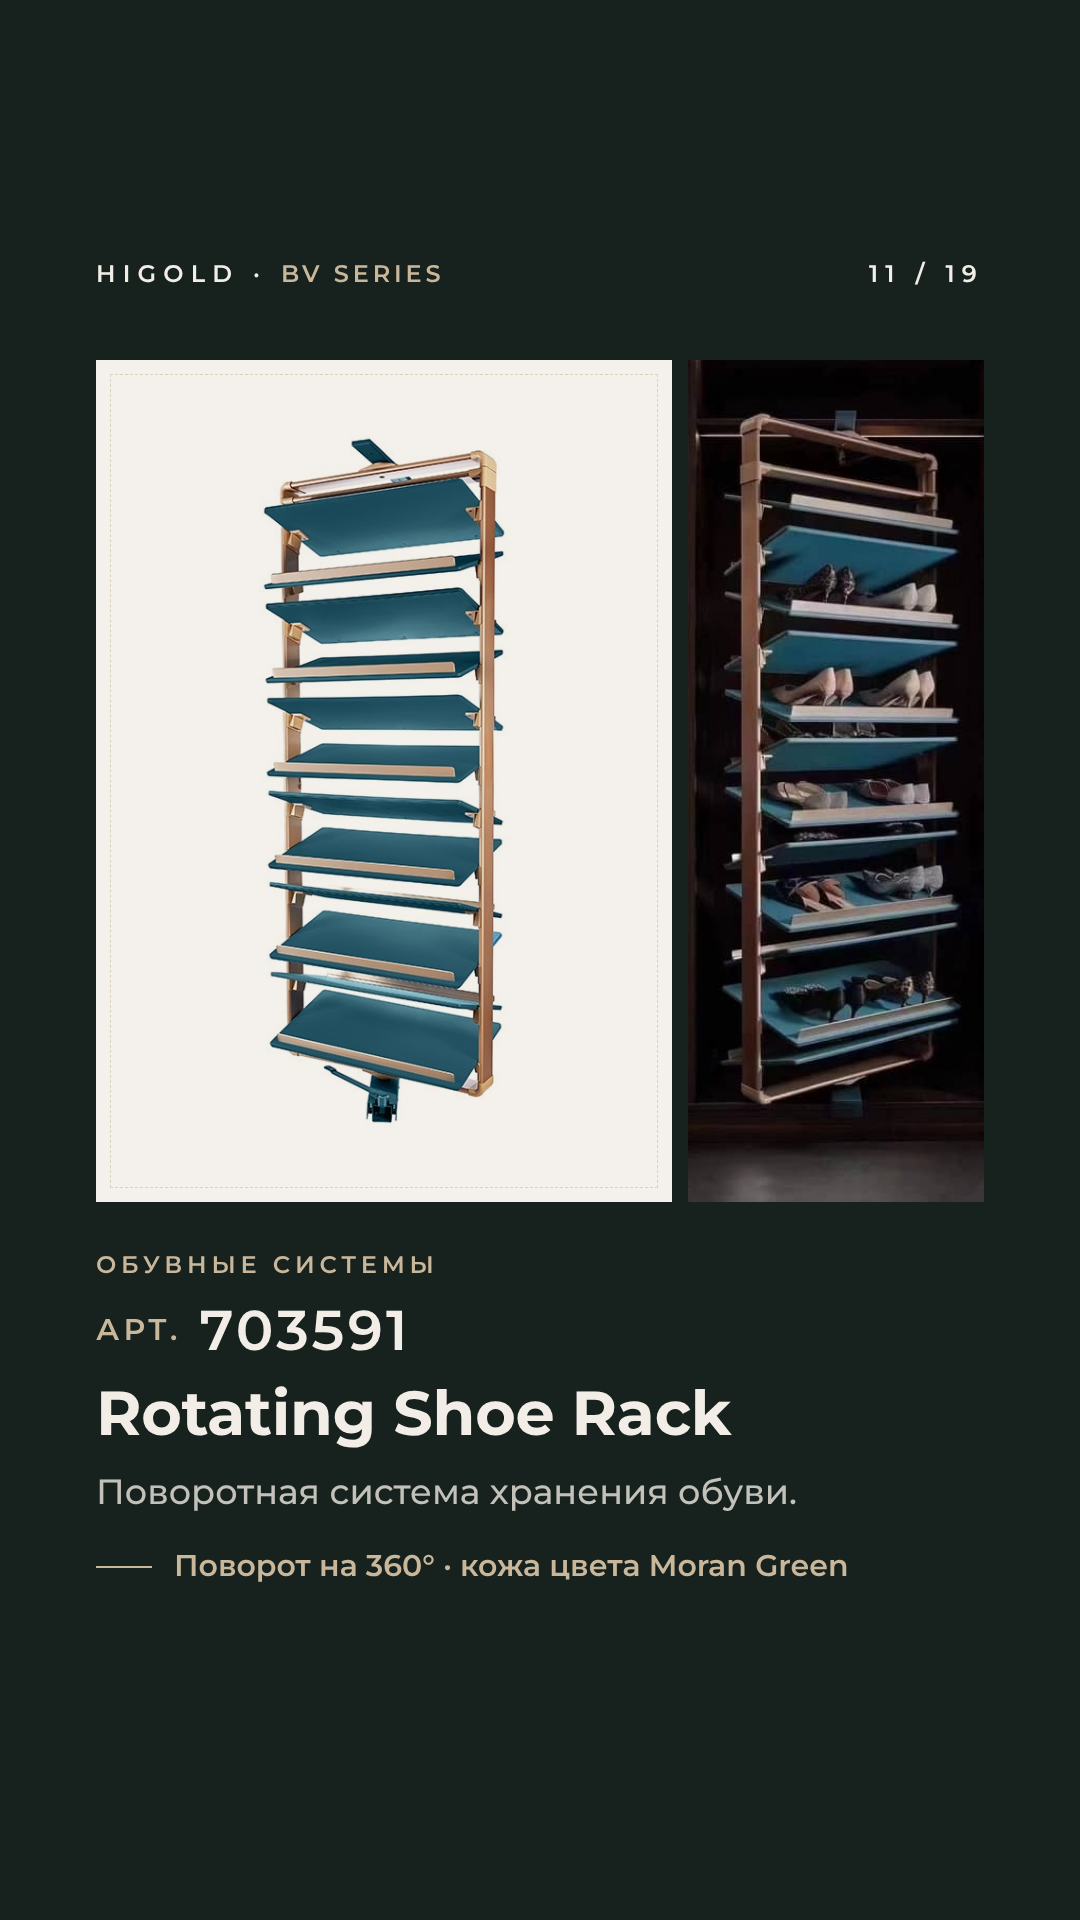 HIGOLD · BV SERIES
11 / 19
ОБУВНЫЕ СИСТЕМЫ
АРТ. 703591
Rotating Shoe Rack
Поворотная система хранения обуви.
Поворот на 360° · кожа цвета Moran Green